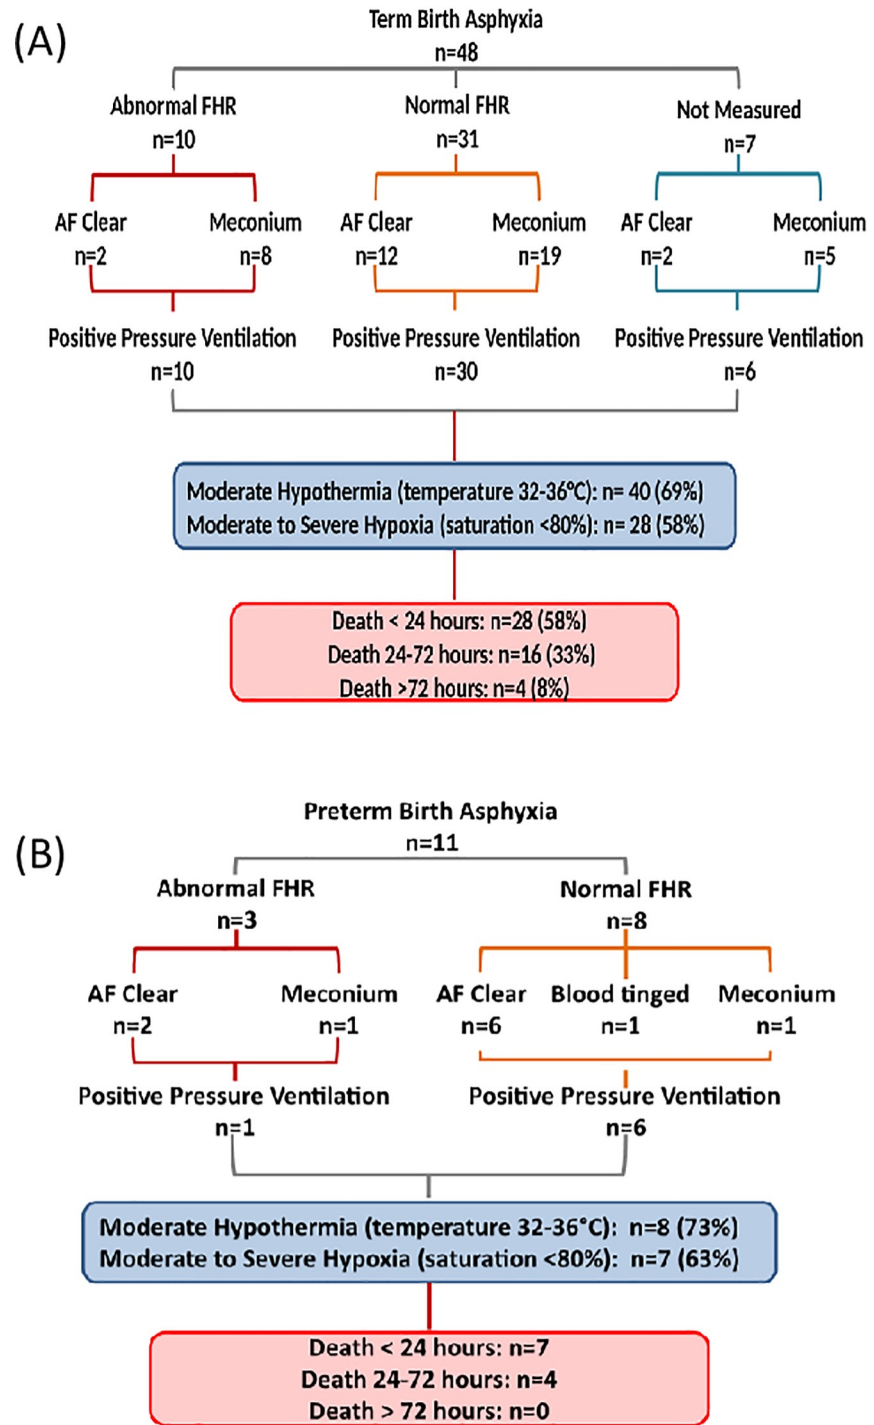 (A)
Term Birth Asphyxia
n=48
Abnormal FHR Normal FHR Not Measured
n=10 n=31 n=7
AF Clear Meconium AF Clear Meconium AF Clear Meconium
n=2 n=8 n=12 n=19 n=2 n=5
Positive Pressure Ventilation Positive Pressure Ventilation Positive Pressure Ventilation
n=10 n=30 n=6
Moderate Hypothermia (temperature 32-36°C): n= 40 (69%)
Moderate to Severe Hypoxia (saturation <80%): n= 28 (58%)
Death < 24 hours: n=28 (58%)
Death 24-72 hours: n=16 (33%)
Death >72 hours: n=4 (8%)
(B)
Preterm Birth Asphyxia
n=11
Abnormal FHR Normal FHR
n=3 n=8
AF Clear Meconium AF Clear Blood tinged Meconium
n=2 n=1 n=6 n=1 n=1
Positive Pressure Ventilation Positive Pressure Ventilation
n=1 n=6
Moderate Hypothermia (temperature 32-36°C): n=8 (73%)
Moderate to Severe Hypoxia (saturation <80%): n=7 (63%)
Death < 24 hours: n=7
Death 24-72 hours: n=4
Death > 72 hours: n=0